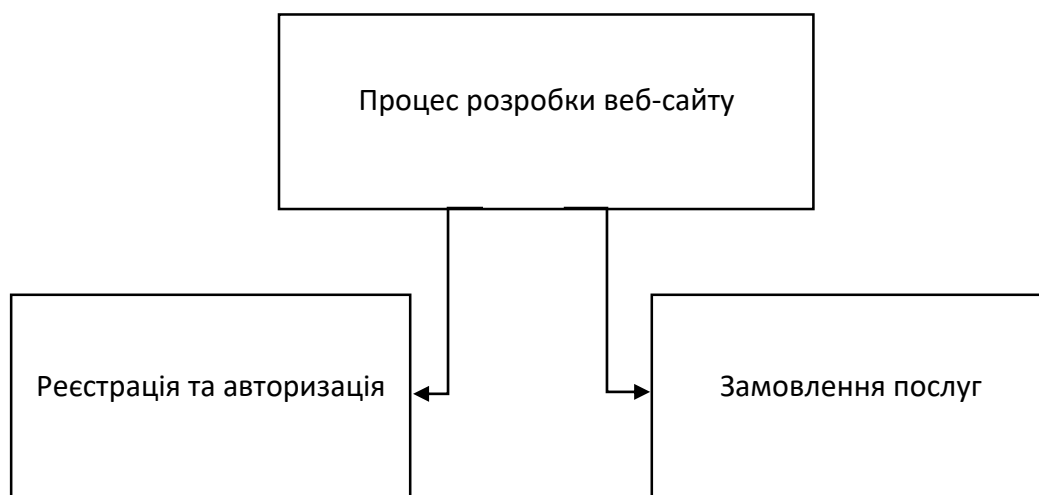 Процес розробки веб-сайту
Реєстрація та авторизація
Замовлення послуг